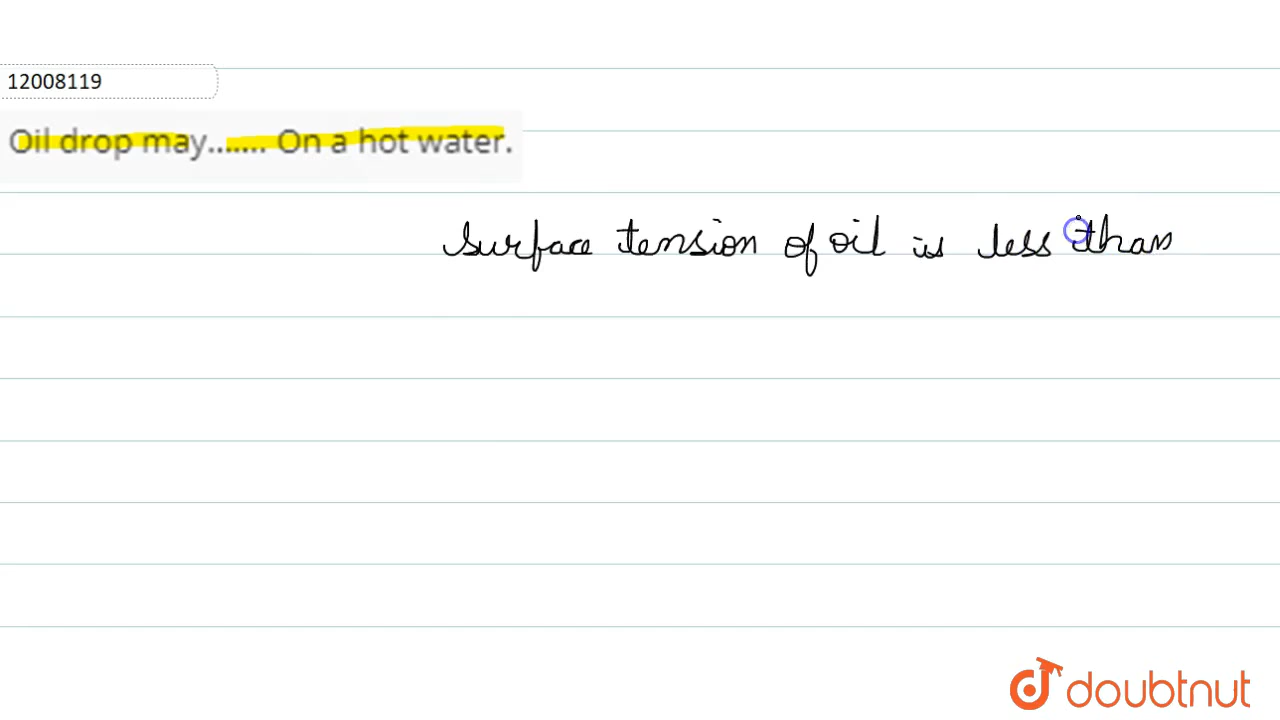 12008119
Oil drop may....... On a hot water.
surface tension of oil is less than
doubtnut